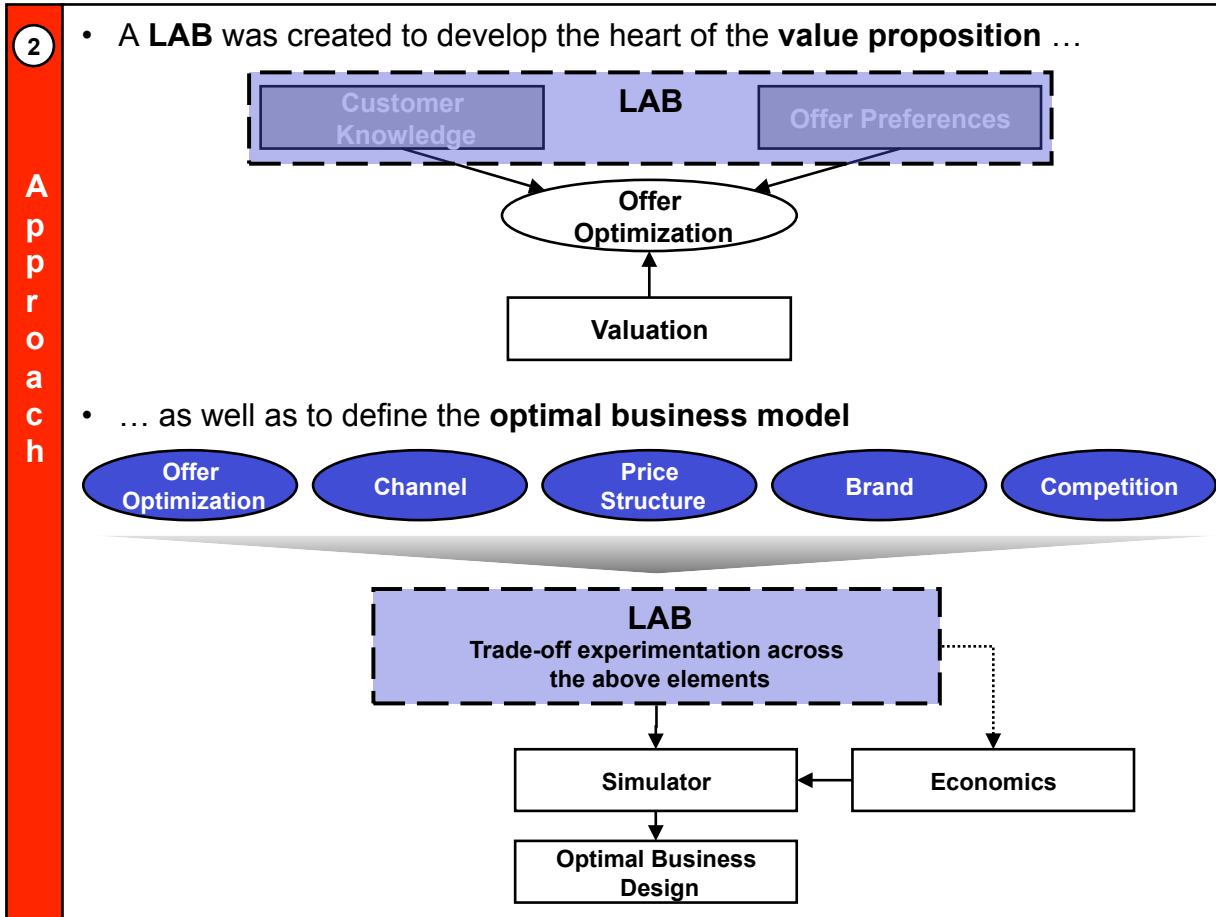 2
Approach
• A LAB was created to develop the heart of the value proposition …
Customer
Knowledge
LAB
Offer Preferences
Offer
Optimization
Valuation
• … as well as to define the optimal business model
Offer
Optimization
Channel
Price
Structure
Brand
Competition
LAB
Trade-off experimentation across
the above elements
Simulator
Economics
Optimal Business
Design